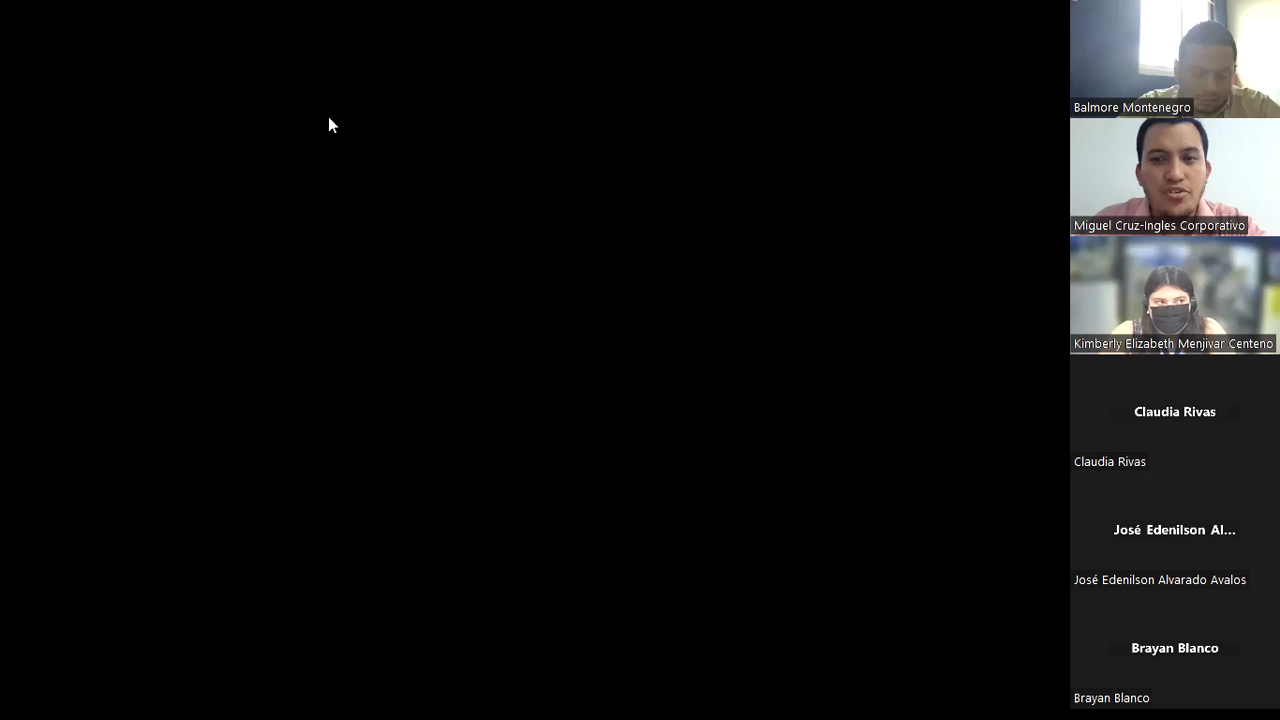 Balmore Montenegro
Miguel Cruz-Ingles Corporativo
Kimberly Elizabeth Menjivar Centeno
Claudia Rivas
Claudia Rivas
José Edenilson Al...
José Edenilson Alvarado Avalos
Brayan Blanco
Brayan Blanco